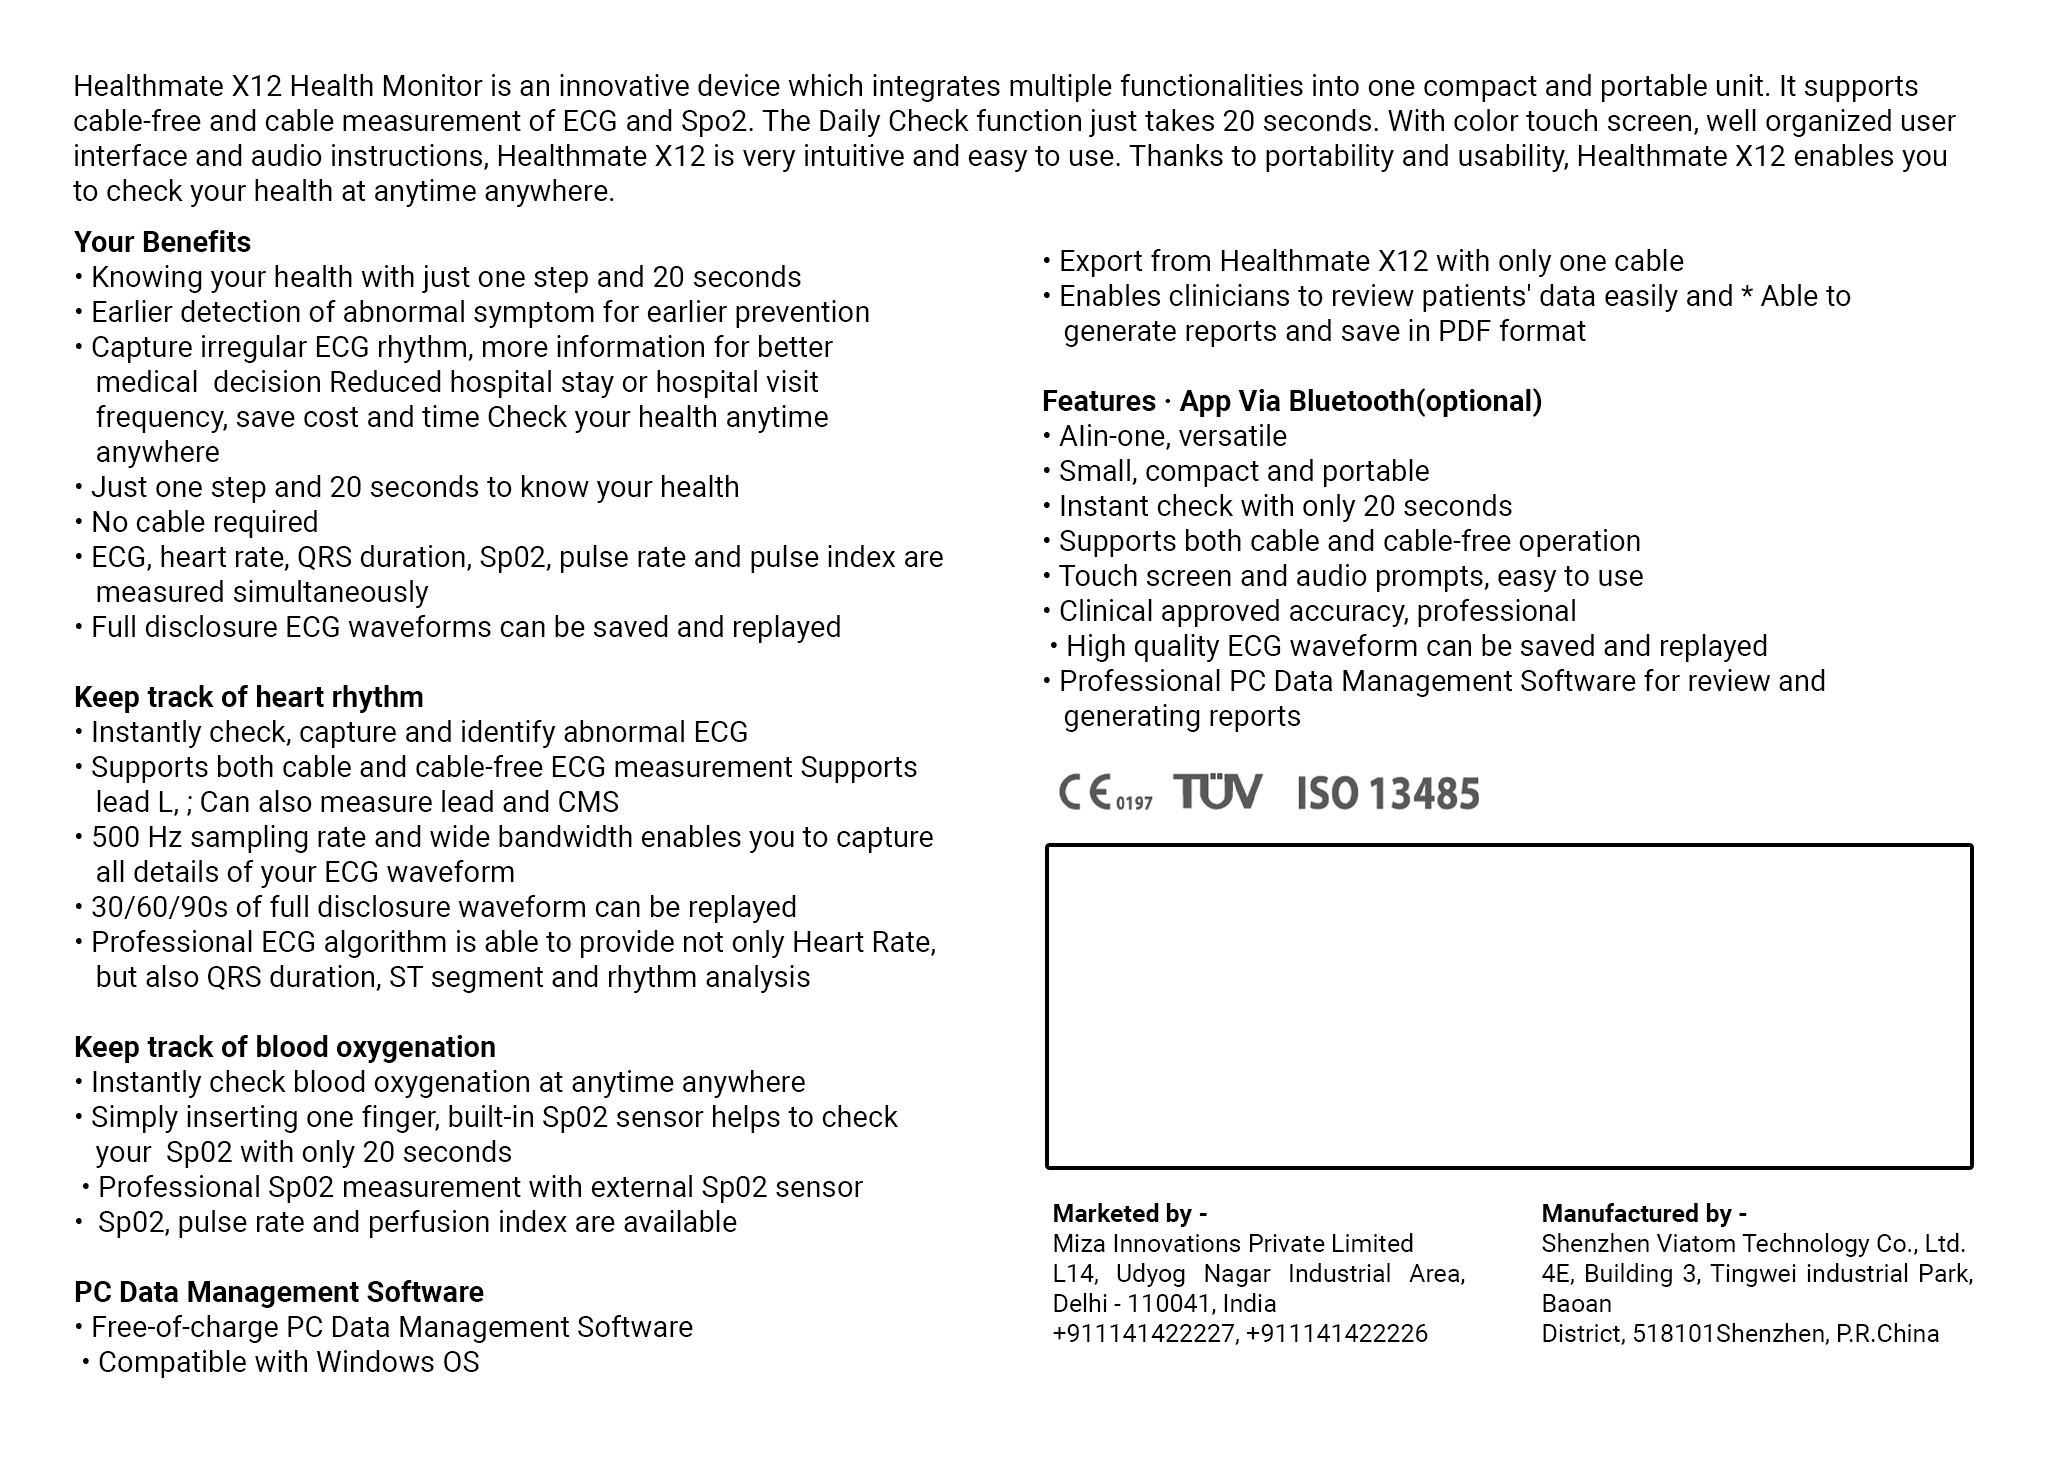 Healthmate X12 Health Monitor is an innovative device which integrates multiple functionalities into one compact and portable unit. It supports
cable-free and cable measurement of ECG and Spo2. The Daily Check function just takes 20 seconds. With color touch screen, well organized user
interface and audio instructions, Healthmate X12 is very intuitive and easy to use. Thanks to portability and usability, Healthmate X12 enables you
to check your health at anytime anywhere.
Your Benefits
• Knowing your health with just one step and 20 seconds
• Earlier detection of abnormal symptom for earlier prevention
• Capture irregular ECG rhythm, more information for better
medical decision Reduced hospital stay or hospital visit
frequency, save cost and time Check your health anytime
anywhere
• Just one step and 20 seconds to know your health
• No cable required
• ECG, heart rate, QRS duration, Sp02, pulse rate and pulse index are
measured simultaneously
• Full disclosure ECG waveforms can be saved and replayed
Keep track of heart rhythm
• Instantly check, capture and identify abnormal ECG
• Supports both cable and cable-free ECG measurement Supports
lead L, ; Can also measure lead and CMS
• 500 Hz sampling rate and wide bandwidth enables you to capture
all details of your ECG waveform
• 30/60/90s of full disclosure waveform can be replayed
• Professional ECG algorithm is able to provide not only Heart Rate,
but also QRS duration, ST segment and rhythm analysis
Keep track of blood oxygenation
• Instantly check blood oxygenation at anytime anywhere
• Simply inserting one finger, built-in Sp02 sensor helps to check
your Sp02 with only 20 seconds
• Professional Sp02 measurement with external Sp02 sensor
• Sp02, pulse rate and perfusion index are available
PC Data Management Software
• Free-of-charge PC Data Management Software
• Compatible with Windows OS
• Export from Healthmate X12 with only one cable
• Enables clinicians to review patients' data easily and * Able to
generate reports and save in PDF format
Features · App Via Bluetooth(optional)
• Alin-one, versatile
• Small, compact and portable
• Instant check with only 20 seconds
• Supports both cable and cable-free operation
• Touch screen and audio prompts, easy to use
• Clinical approved accuracy, professional
• High quality ECG waveform can be saved and replayed
• Professional PC Data Management Software for review and
generating reports
CE 0197 TÜV ISO 13485
Marketed by -
Miza Innovations Private Limited
L14, Udyog Nagar Industrial Area,
Delhi - 110041, India
+911141422227, +911141422226
Manufactured by -
Shenzhen Viatom Technology Co., Ltd.
4E, Building 3, Tingwei industrial Park,
Baoan
District, 518101Shenzhen, P.R.China